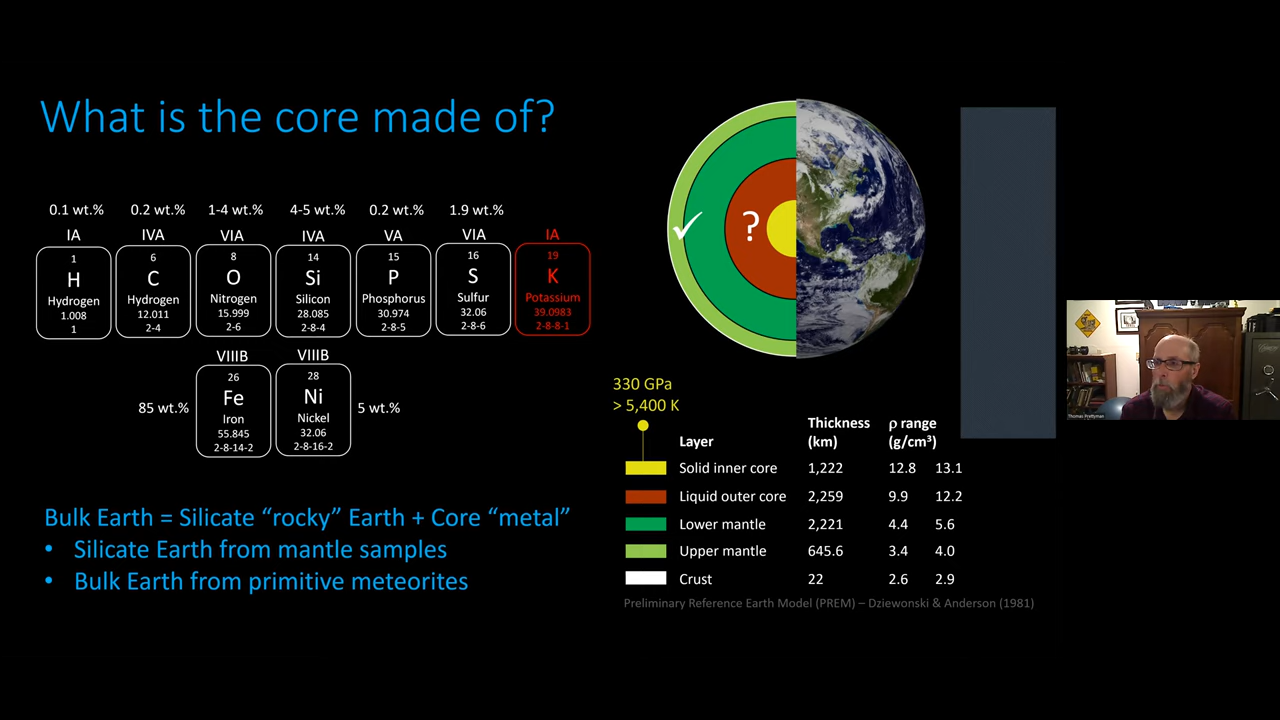 What is the core made of?
0.1 wt.% 0.2 wt.% 1-4 wt.% 4-5 wt.% 0.2 wt.% 1.9 wt.%
IA IVA VIA IVA VA VIA IA
1 6 8 14 15 16 19
H C O Si P S K
Hydrogen Hydrogen Nitrogen Silicon Phosphorus Sulfur Potassium
1.008 12.011 15.999 28.085 30.974 32.06 39.0983
1 2-4 2-6 2-8-4 2-8-5 2-8-6 2-8-8-1
VIIIB VIIIB
26 28
Fe Ni
85 wt.% Iron Nickel 5 wt.%
55.845 32.06
2-8-14-2 2-8-16-2
Bulk Earth = Silicate “rocky” Earth + Core “metal”
• Silicate Earth from mantle samples
• Bulk Earth from primitive meteorites
?
330 GPa
> 5,400 K
Layer Thickness (km) ρ range (g/cm³)
Solid inner core 1,222 12.8 13.1
Liquid outer core 2,259 9.9 12.2
Lower mantle 2,221 4.4 5.6
Upper mantle 645.6 3.4 4.0
Crust 22 2.6 2.9
Preliminary Reference Earth Model (PREM) – Dziewonski & Anderson (1981)
Thomas Prettyman